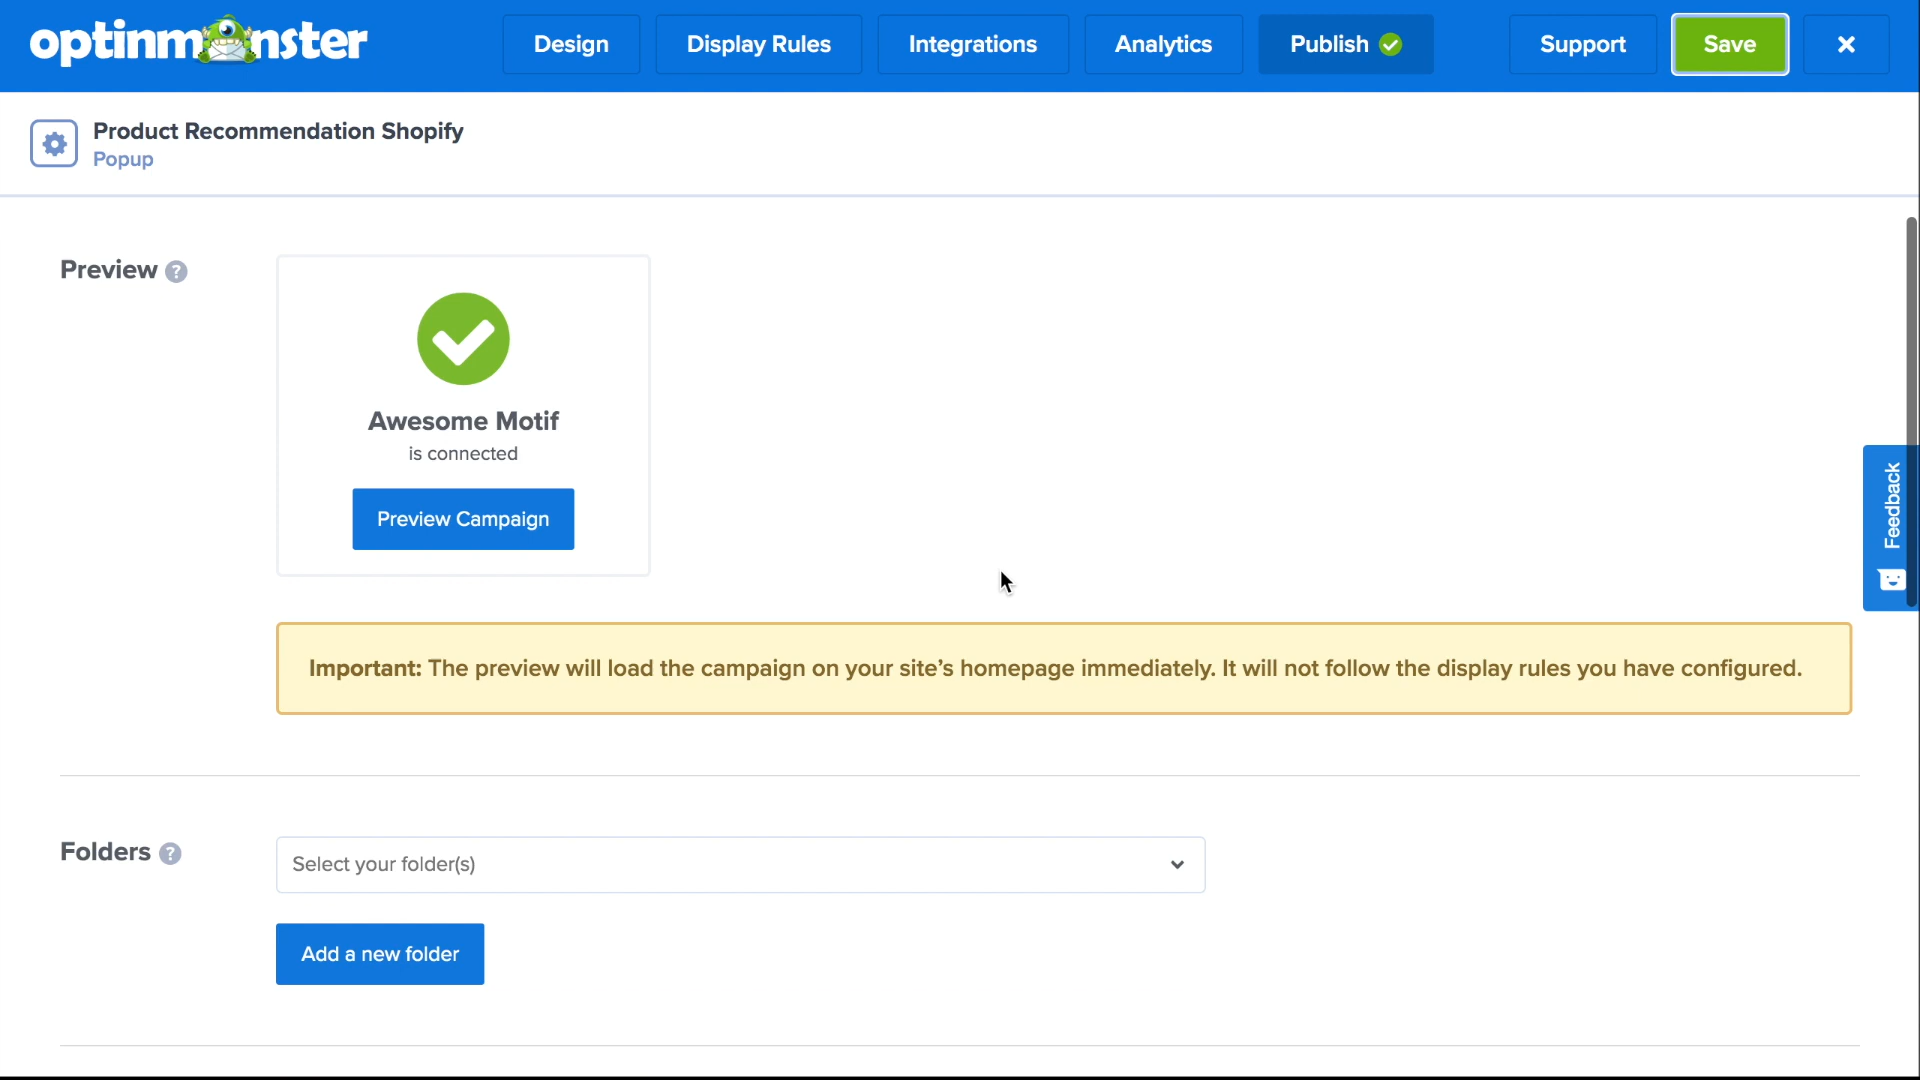 optinmonster
Design
Display Rules
Integrations
Analytics
Publish
Support
Save
Product Recommendation Shopify
Popup
Preview ?
Awesome Motif
is connected
Preview Campaign
Feedback
Important: The preview will load the campaign on your site’s homepage immediately. It will not follow the display rules you have configured.
Folders ?
Select your folder(s)
Add a new folder